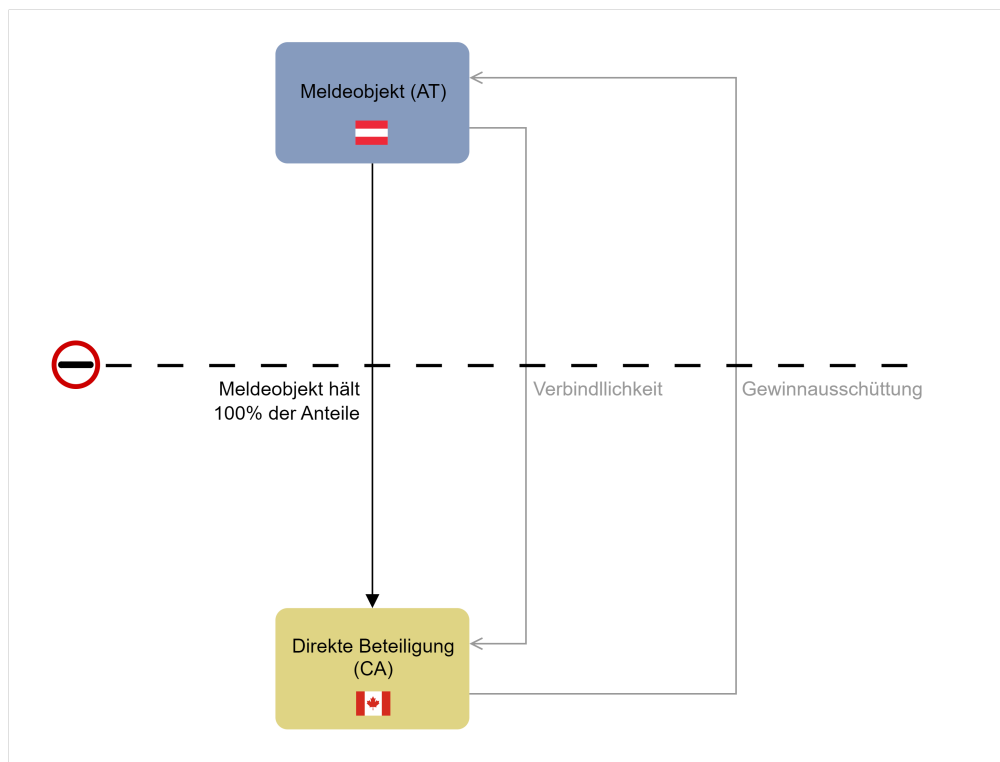 Meldeobjekt (AT)
Meldeobjekt hält
100% der Anteile
Verbindllichkeit
Gewinnausschüttung
Direkte Beteiligung
(CA)